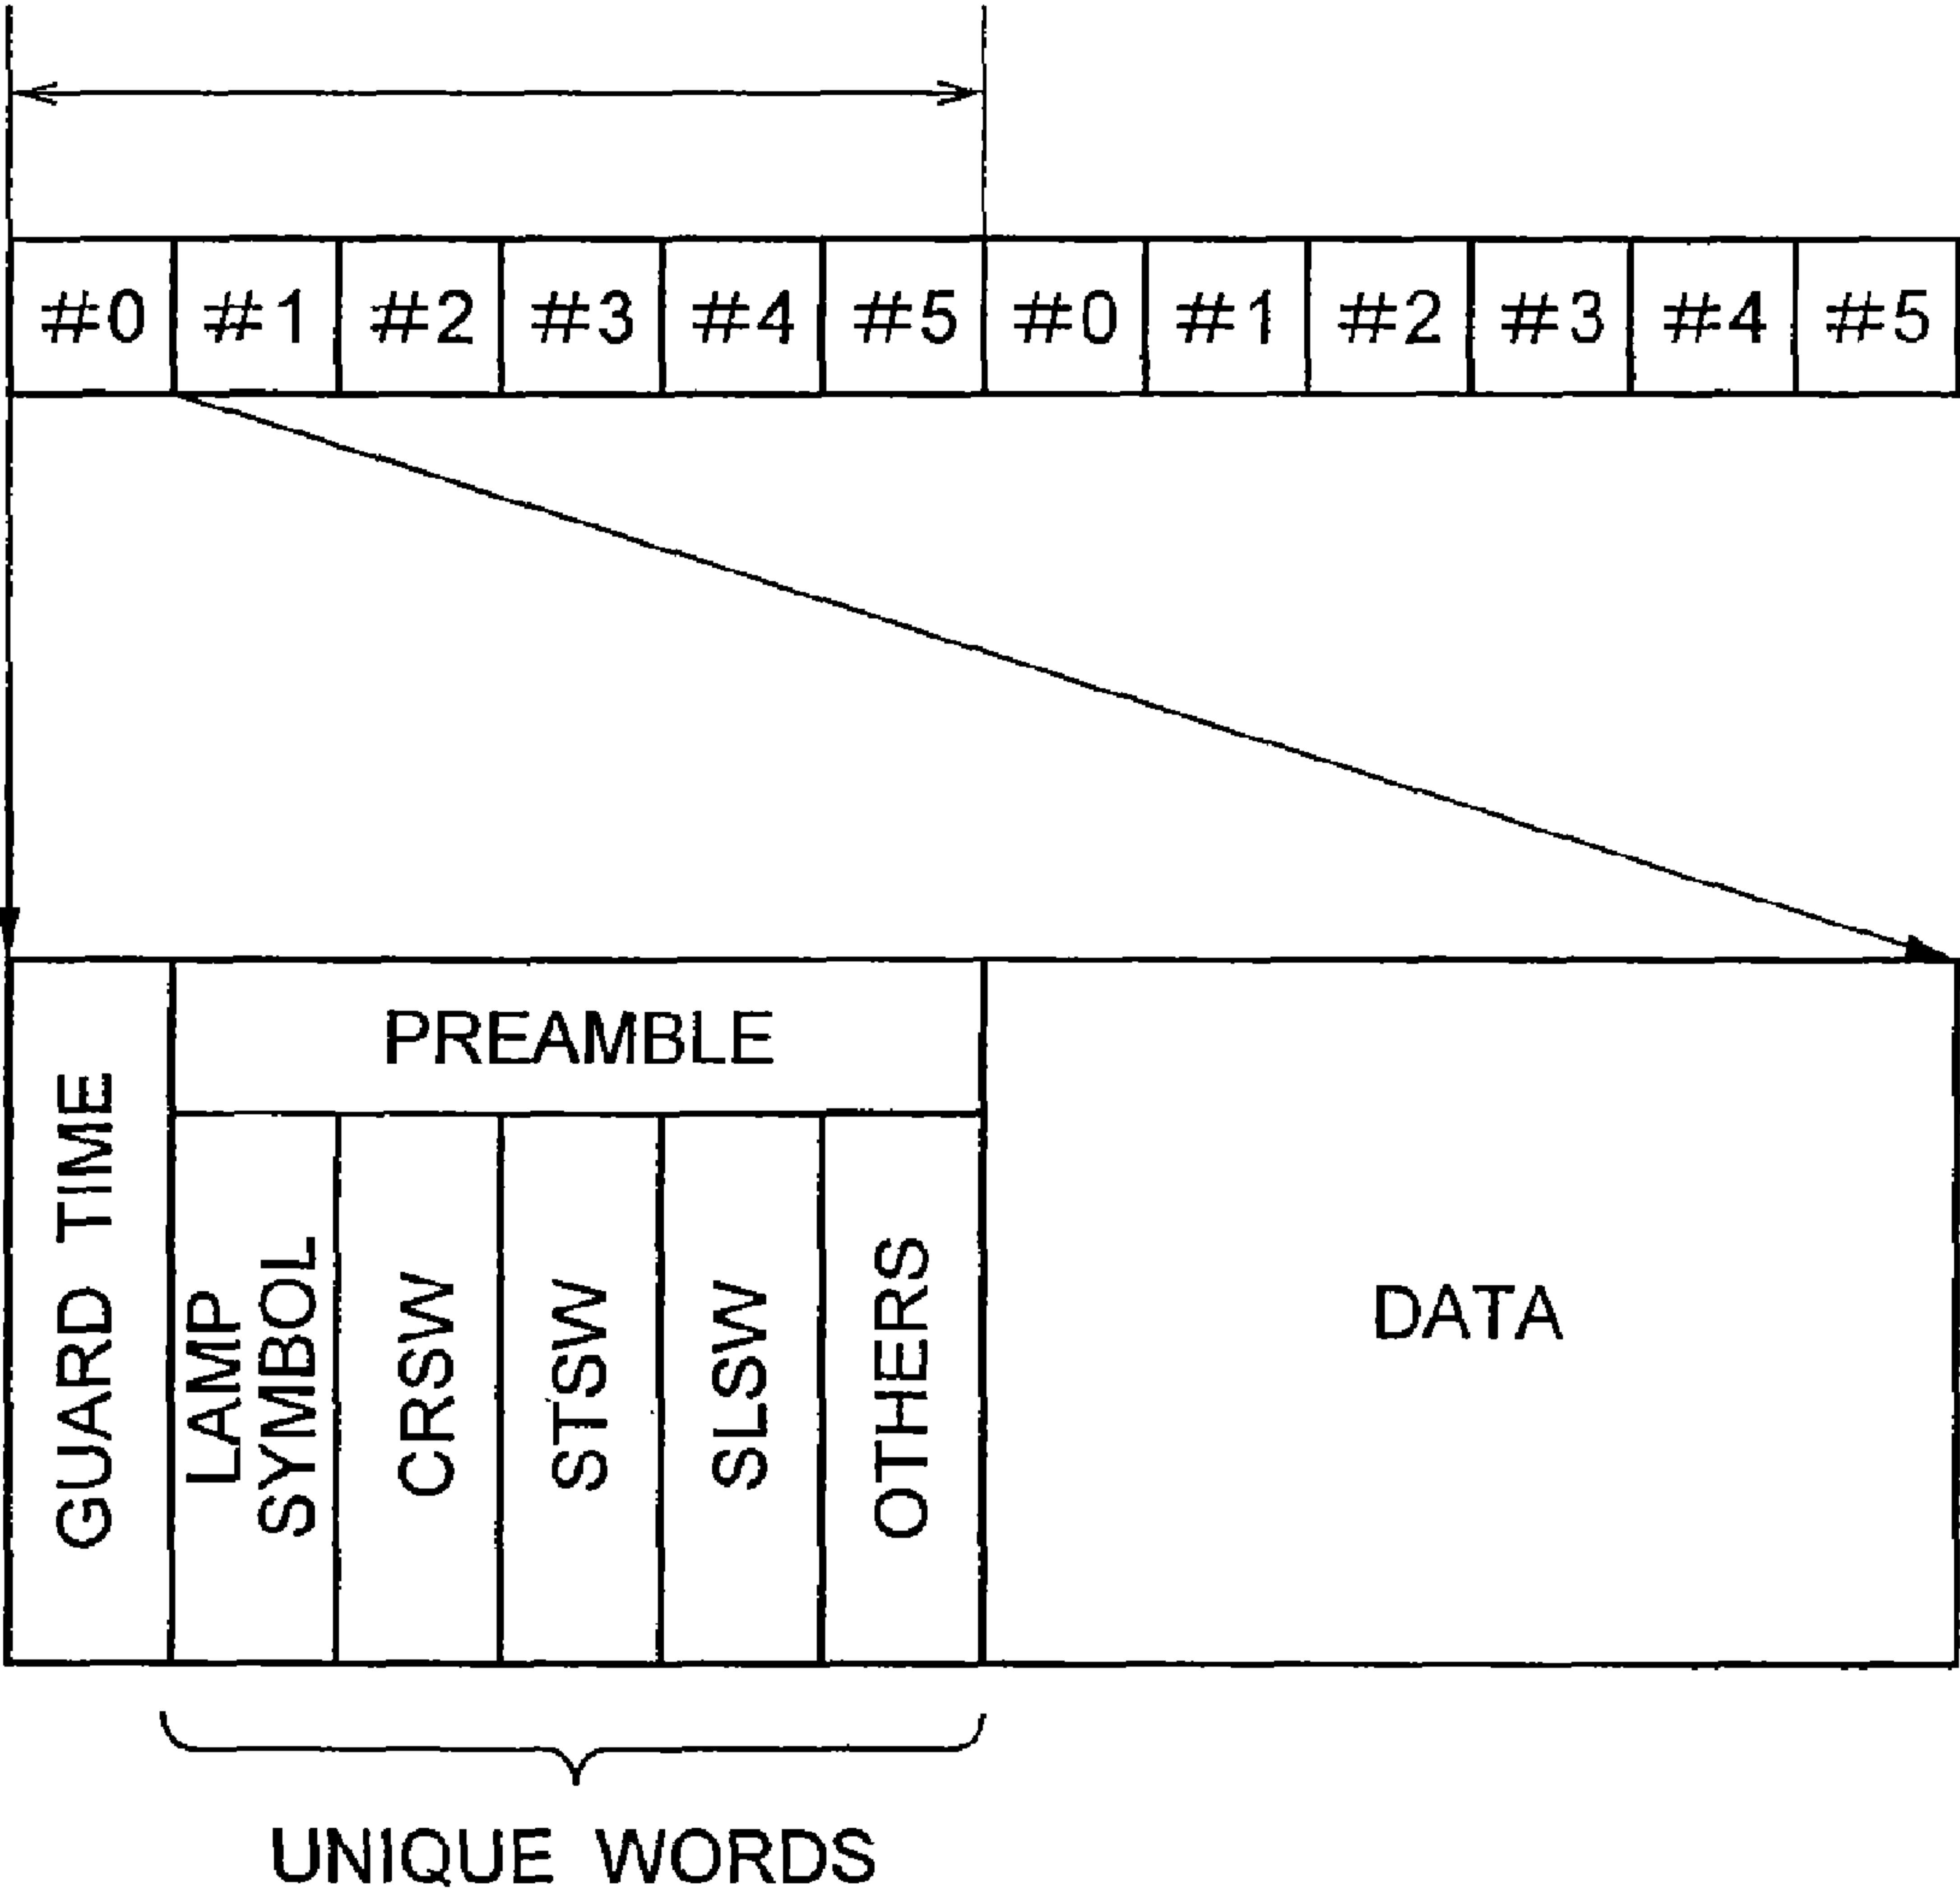 #0 #1 #2 #3 #4 #5 #0 #1 #2 #3 #4 #5
PREAMBLE
GUARD TIME
LAMP
SYMBOL
CRSW
STSW
SLSW
OTHERS
DATA
UNIQUE WORDS